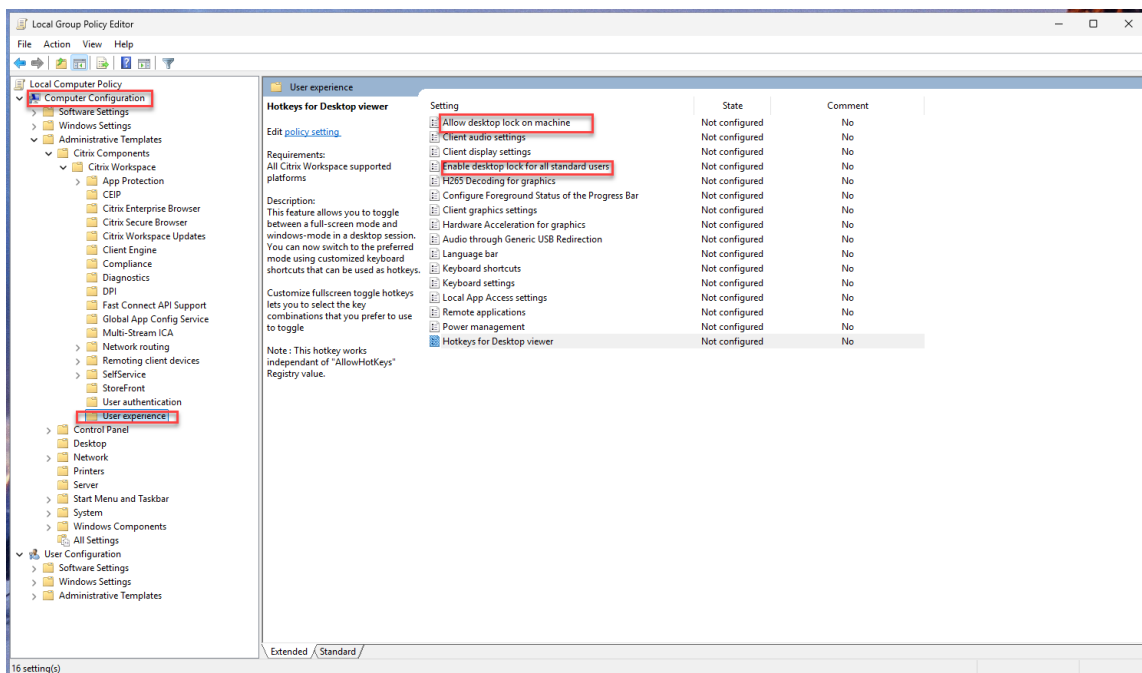 Local Group Policy Editor
File Action View Help
Local Computer Policy
Computer Configuration
Software Settings
Windows Settings
Administrative Templates
Citrix Components
Citrix Workspace
App Protection
CEIP
Citrix Enterprise Browser
Citrix Secure Browser
Citrix Workspace Updates
Client Engine
Compliance
Diagnostics
DPI
Fast Connect API Support
Global App Config Service
Multi-Stream ICA
Network routing
Remoting client devices
SelfService
StoreFront
User authentication
User experience
Control Panel
Desktop
Network
Printers
Server
Start Menu and Taskbar
System
Windows Components
All Settings
User Configuration
Software Settings
Windows Settings
Administrative Templates
User experience
Hotkeys for Desktop viewer
Edit policy setting
Requirements:
All Citrix Workspace supported
platforms
Description:
This feature allows you to toggle
between a full-screen mode and
windows-mode in a desktop session.
You can now switch to the preferred
mode using customized keyboard
shortcuts that can be used as hotkeys.
Customize fullscreen toggle hotkeys
lets you to select the key
combinations that you prefer to use
to toggle
Note : This hotkey works
independant of "AllowHotKeys"
Registry value.
Setting State Comment
Allow desktop lock on machine Not configured No
Client audio settings Not configured No
Client display settings Not configured No
Enable desktop lock for all standard users Not configured No
H265 Decoding for graphics Not configured No
Configure Foreground Status of the Progress Bar Not configured No
Client graphics settings Not configured No
Hardware Acceleration for graphics Not configured No
Audio through Generic USB Redirection Not configured No
Language bar Not configured No
Keyboard shortcuts Not configured No
Keyboard settings Not configured No
Local App Access settings Not configured No
Remote applications Not configured No
Power management Not configured No
Hotkeys for Desktop viewer Not configured No
Extended Standard
16 setting(s)